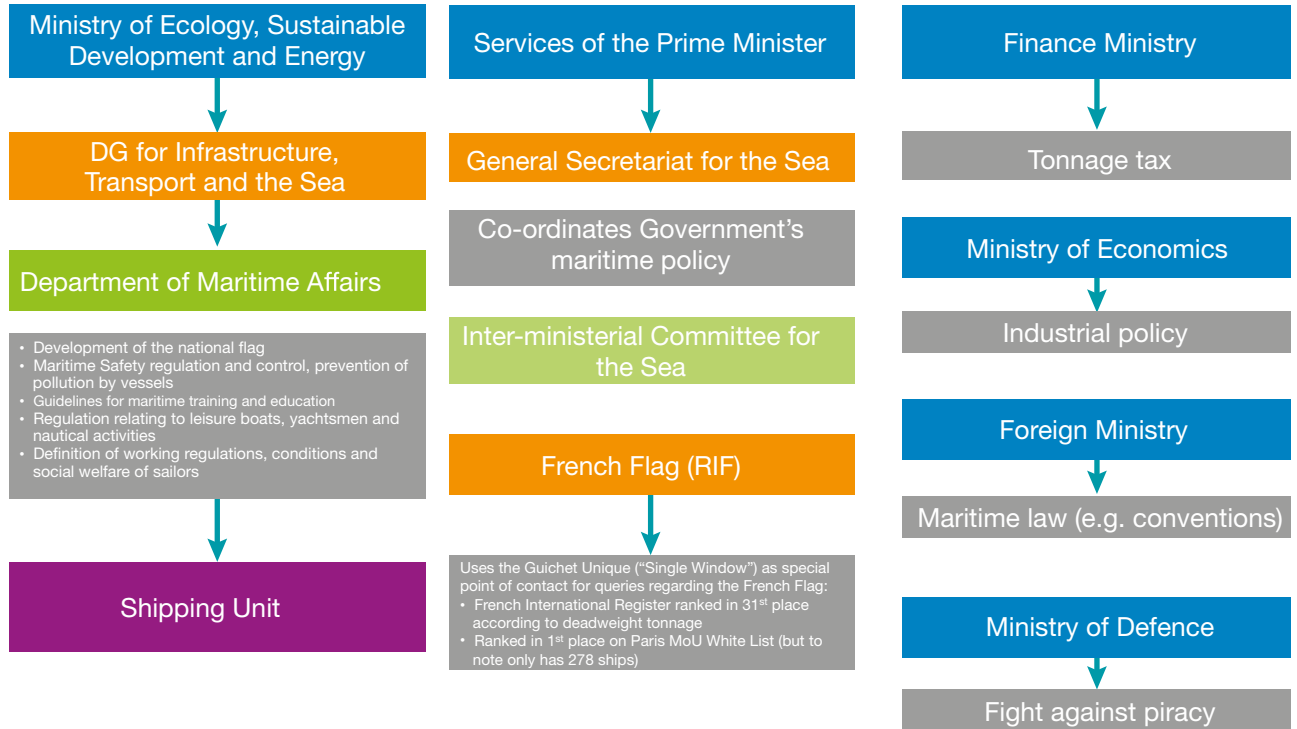 Ministry of Ecology, Sustainable
Development and Energy
DG for Infrastructure,
Transport and the Sea
Department of Maritime Affairs
• Development of the national flag
• Maritime Safety regulation and control, prevention of
pollution by vessels
• Guidelines for maritime training and education
• Regulation relating to leisure boats, yachtsmen and
nautical activities
• Definition of working regulations, conditions and
social welfare of sailors
Shipping Unit
Services of the Prime Minister
General Secretariat for the Sea
Co-ordinates Government’s
maritime policy
Inter-ministerial Committee for
the Sea
French Flag (RIF)
Uses the Guichet Unique (“Single Window”) as special
point of contact for queries regarding the French Flag:
• French International Register ranked in 31st place
according to deadweight tonnage
• Ranked in 1st place on Paris MoU White List (but to
note only has 278 ships)
Finance Ministry
Tonnage tax
Ministry of Economics
Industrial policy
Foreign Ministry
Maritime law (e.g. conventions)
Ministry of Defence
Fight against piracy